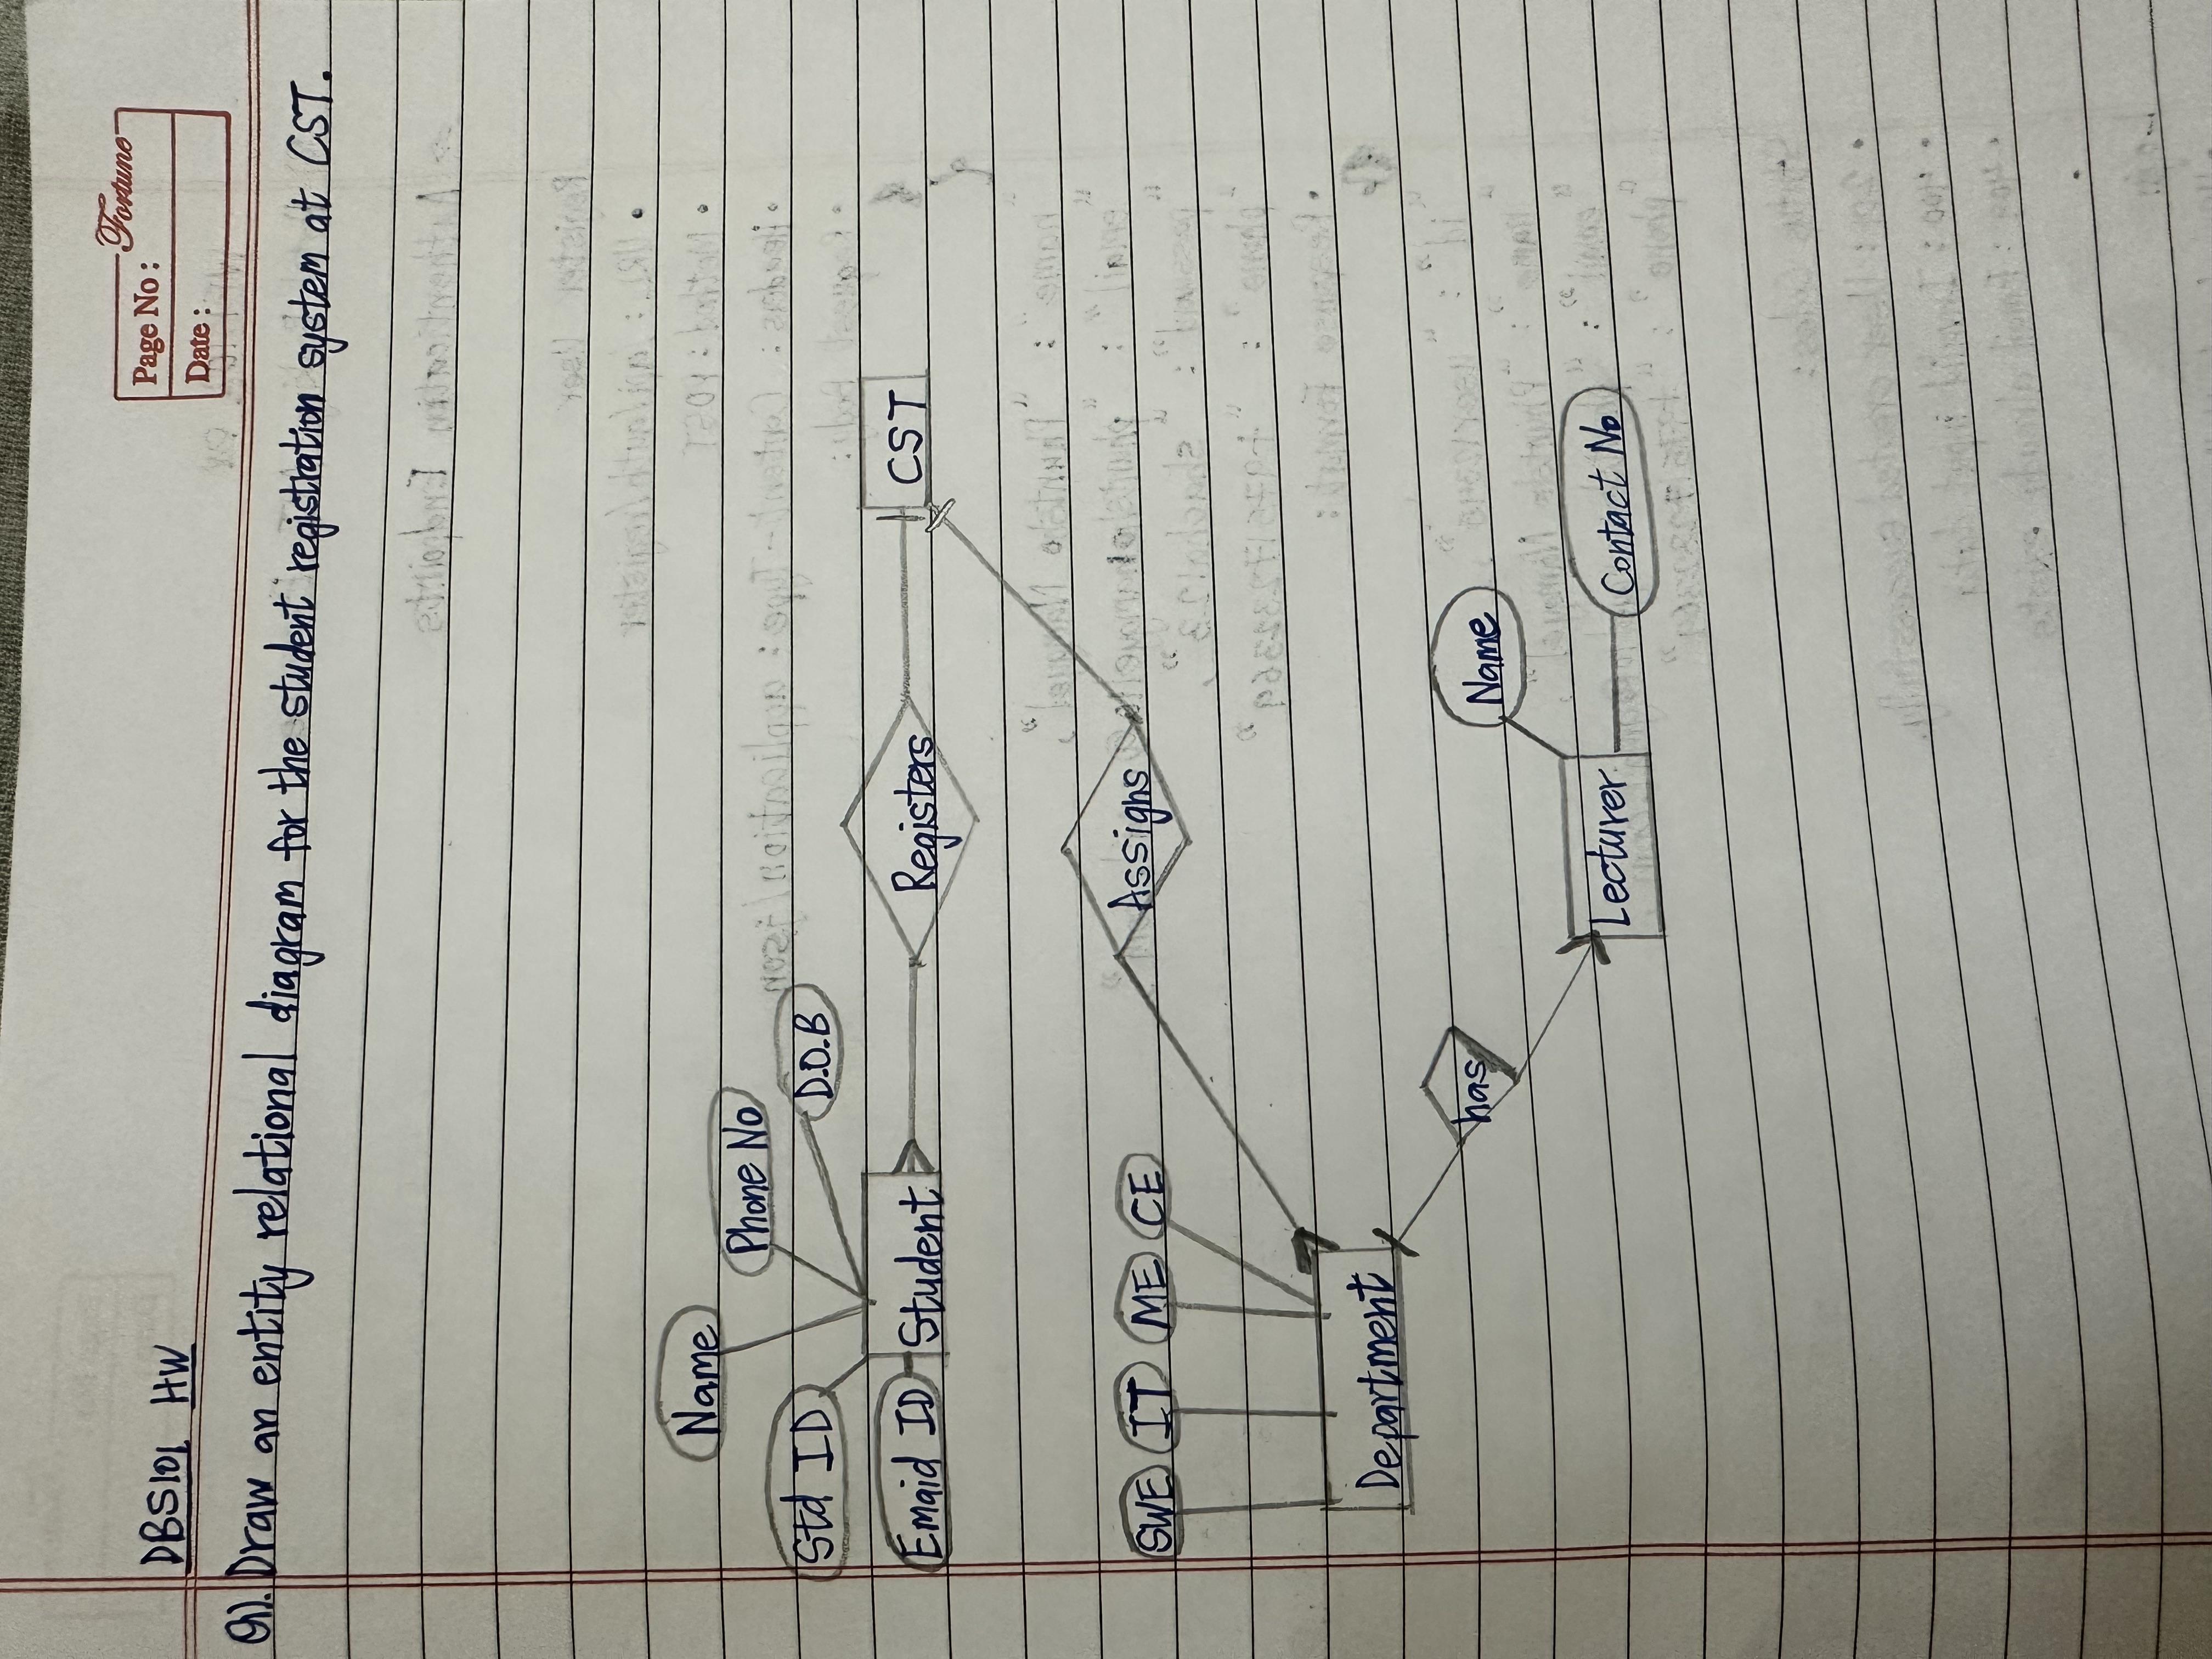 Fortune
Page No :
Date :
DBS101 HW
Q1). Draw an entity relational diagram for the student registration system at CST.
Name
Phone No
Std ID
D.O.B
Emaid ID
Student
Registers
CST
Assigns
SWE IT ME CE
Department
has
Name
Lecturer
Contact No